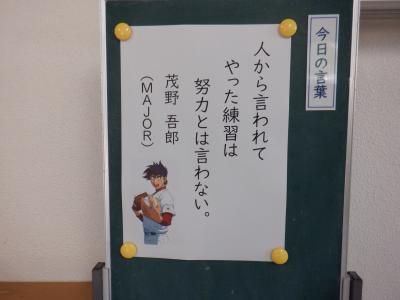 今日の言葉
人から言われて
やった練習は
努力とは言わない。
茂野 吾郎
（MAJOR）